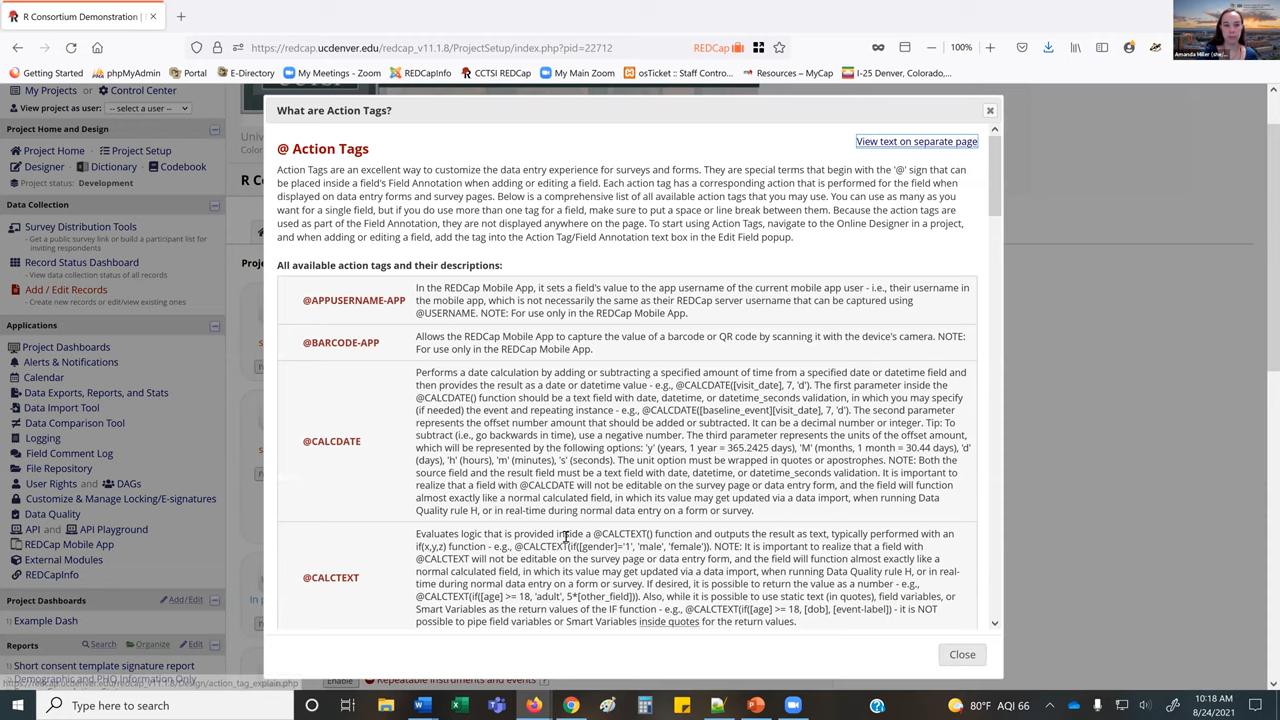 R Consortium Demonstration |
https://redcap.ucdenver.edu/redcap_v11.1.8/ProjectSetup/index.php?pid=22712
REDCap
100%
Amanda Miller (she/...
Getting Started
phpMyAdmin
Portal
E-Directory
My Meetings - Zoom
REDCapInfo
CCTSI REDCap
My Main Zoom
osTicket :: Staff Contro...
Resources – MyCap
I-25 Denver, Colorado,...
My Projects
Control Center
View project as user: -- select a user --
Project Home and Design
Project Home
Project Setup
Designer
Dictionary
Codebook
Project status: Development
Data Collection
Survey Distribution Tools
- Get a public survey link or build a participant list for inviting respondents
Record Status Dashboard
- View data collection status of all records
Add / Edit Records
- Create new records or edit/view existing ones
Applications
Project Dashboards
Alerts & Notifications
Calendar
Data Exports, Reports, and Stats
Data Import Tool
Data Comparison Tool
Logging
Field Comment Log
File Repository
User Rights and DAGs
Customize & Manage Locking/E-signatures
Data Quality
API and API Playground
REDCap Mobile App
External Modules
REDCapInfo
Project Dashboards
Add/Edit
Example Dash
Reports
Search
Organize
Edit
1) Short consent template signature report
Demographic and PHQ Information Only
https://redcap.ucdenver.edu/redcap_v11.1.8/Design/action_tag_explain.php
What are Action Tags?
View text on separate page
@ Action Tags
Action Tags are an excellent way to customize the data entry experience for surveys and forms. They are special terms that begin with the '@' sign that can
be placed inside a field's Field Annotation when adding or editing a field. Each action tag has a corresponding action that is performed for the field when
displayed on data entry forms and survey pages. Below is a comprehensive list of all available action tags that you may use. You can use as many as you
want for a single field, but if you do use more than one tag for a field, make sure to put a space or line break between them. Because the action tags are
used as part of the Field Annotation, they are not displayed anywhere on the page. To start using Action Tags, navigate to the Online Designer in a project,
and when adding or editing a field, add the tag into the Action Tag/Field Annotation text box in the Edit Field popup.
All available action tags and their descriptions:
@APPUSERNAME-APP
In the REDCap Mobile App, it sets a field's value to the app username of the current mobile app user - i.e., their username in
the mobile app, which is not necessarily the same as their REDCap server username that can be captured using
@USERNAME. NOTE: For use only in the REDCap Mobile App.
@BARCODE-APP
Allows the REDCap Mobile App to capture the value of a barcode or QR code by scanning it with the device's camera. NOTE:
For use only in the REDCap Mobile App.
@CALCDATE
Performs a date calculation by adding or subtracting a specified amount of time from a specified date or datetime field and
then provides the result as a date or datetime value - e.g., @CALCDATE([visit_date], 7, 'd'). The first parameter inside the
@CALCDATE() function should be a text field with date, datetime, or datetime_seconds validation, in which you may specify
(if needed) the event and repeating instance - e.g., @CALCDATE([baseline_event][visit_date], 7, 'd'). The second parameter
represents the offset number amount that should be added or subtracted. It can be a decimal number or integer. Tip: To
subtract (i.e., go backwards in time), use a negative number. The third parameter represents the units of the offset amount,
which will be represented by the following options: 'y' (years, 1 year = 365.2425 days), 'M' (months, 1 month = 30.44 days), 'd'
(days), 'h' (hours), 'm' (minutes), 's' (seconds). The unit option must be wrapped in quotes or apostrophes. NOTE: Both the
source field and the result field must be a text field with date, datetime, or datetime_seconds validation. It is important to
realize that a field with @CALCDATE will not be editable on the survey page or data entry form, and the field will function
almost exactly like a normal calculated field, in which its value may get updated via a data import, when running Data
Quality rule H, or in real-time during normal data entry on a form or survey.
@CALCTEXT
Evaluates logic that is provided inside a @CALCTEXT() function and outputs the result as text, typically performed with an
if(x,y,z) function - e.g., @CALCTEXT(if([gender]='1', 'male', 'female')). NOTE: It is important to realize that a field with
@CALCTEXT will not be editable on the survey page or data entry form, and the field will function almost exactly like a
normal calculated field, in which its value may get updated via a data import, when running Data Quality rule H, or in real-
time during normal data entry on a form or survey. If desired, it is possible to return the value as a number - e.g.,
@CALCTEXT(if([age] >= 18, 'adult', 5*[other_field])). Also, while it is possible to use static text (in quotes), field variables, or
Smart Variables as the return values of the IF function - e.g., @CALCTEXT(if([age] >= 18, [dob], [event-label]) - it is NOT
possible to pipe field variables or Smart Variables inside quotes for the return values.
Close
Enable
Repeatable instruments and events
Type here to search
80°F AQI 66
10:18 AM
8/24/2021